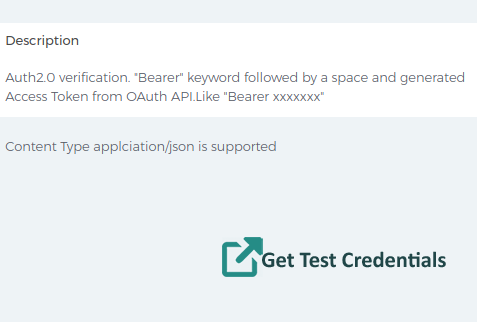 Description
Auth2.0 verification. "Bearer" keyword followed by a space and generated
Access Token from OAuth API.Like "Bearer xxxxxxx"
Content Type applciation/json is supported
Get Test Credentials